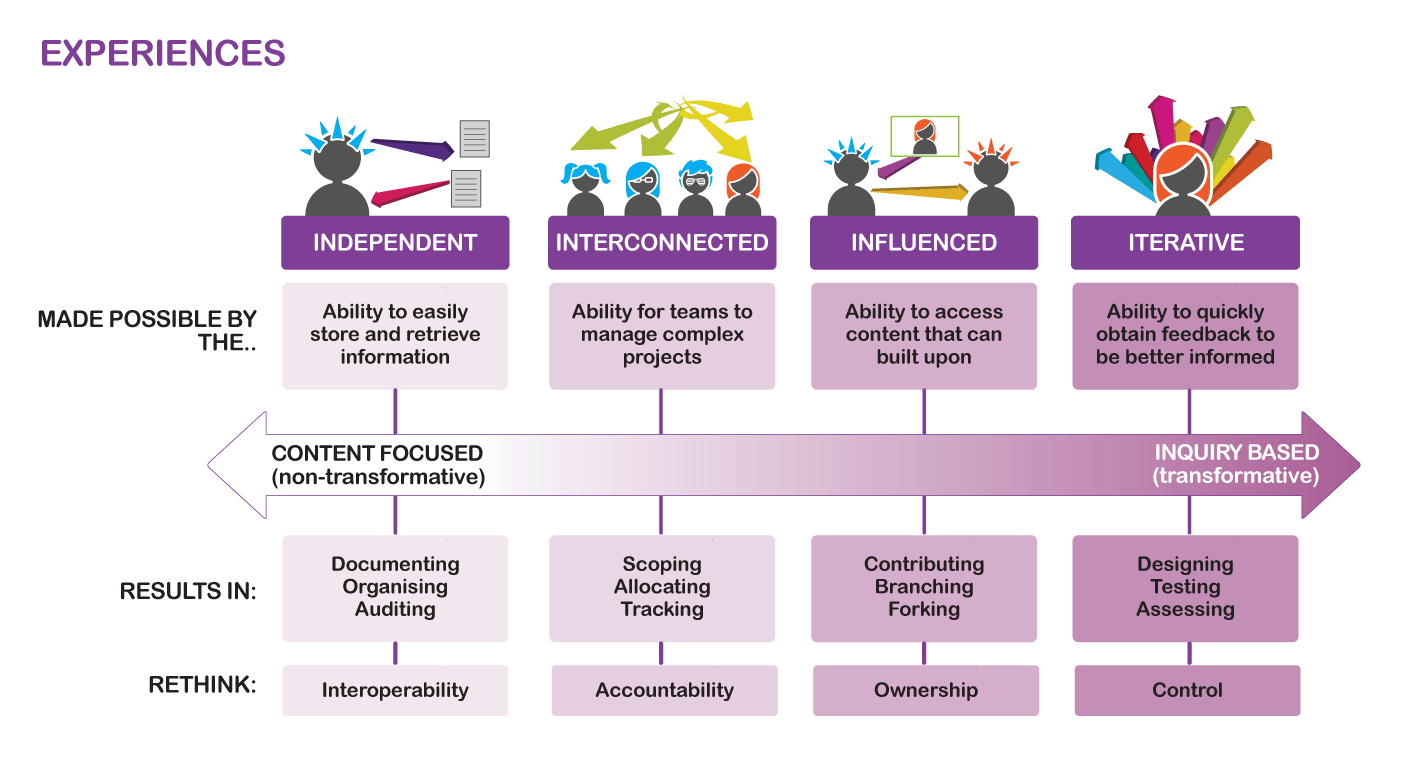 EXPERIENCES
INDEPENDENT
INTERCONNECTED
INFLUENCED
ITERATIVE
MADE POSSIBLE BY
THE..
Ability to easily
store and retrieve
information
Ability for teams to
manage complex
projects
Ability to access
content that can
built upon
Ability to quickly
obtain feedback to
be better informed
CONTENT FOCUSED
(non-transformative)
INQUIRY BASED
(transformative)
RESULTS IN:
Documenting
Organising
Auditing
Scoping
Allocating
Tracking
Contributing
Branching
Forking
Designing
Testing
Assessing
RETHINK:
Interoperability
Accountability
Ownership
Control